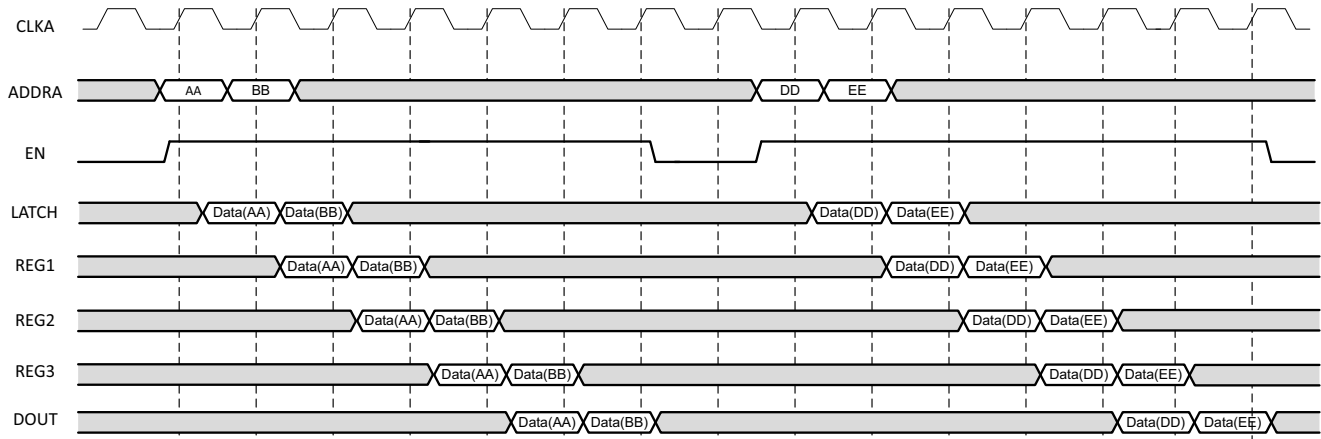 CLKA
ADDRA AA BB DD EE
EN
LATCH Data(AA) Data(BB) Data(DD) Data(EE)
REG1 Data(AA) Data(BB) Data(DD) Data(EE)
REG2 Data(AA) Data(BB) Data(DD) Data(EE)
REG3 Data(AA) Data(BB) Data(DD) Data(EE)
DOUT Data(AA) Data(BB) Data(DD) Data(EE)